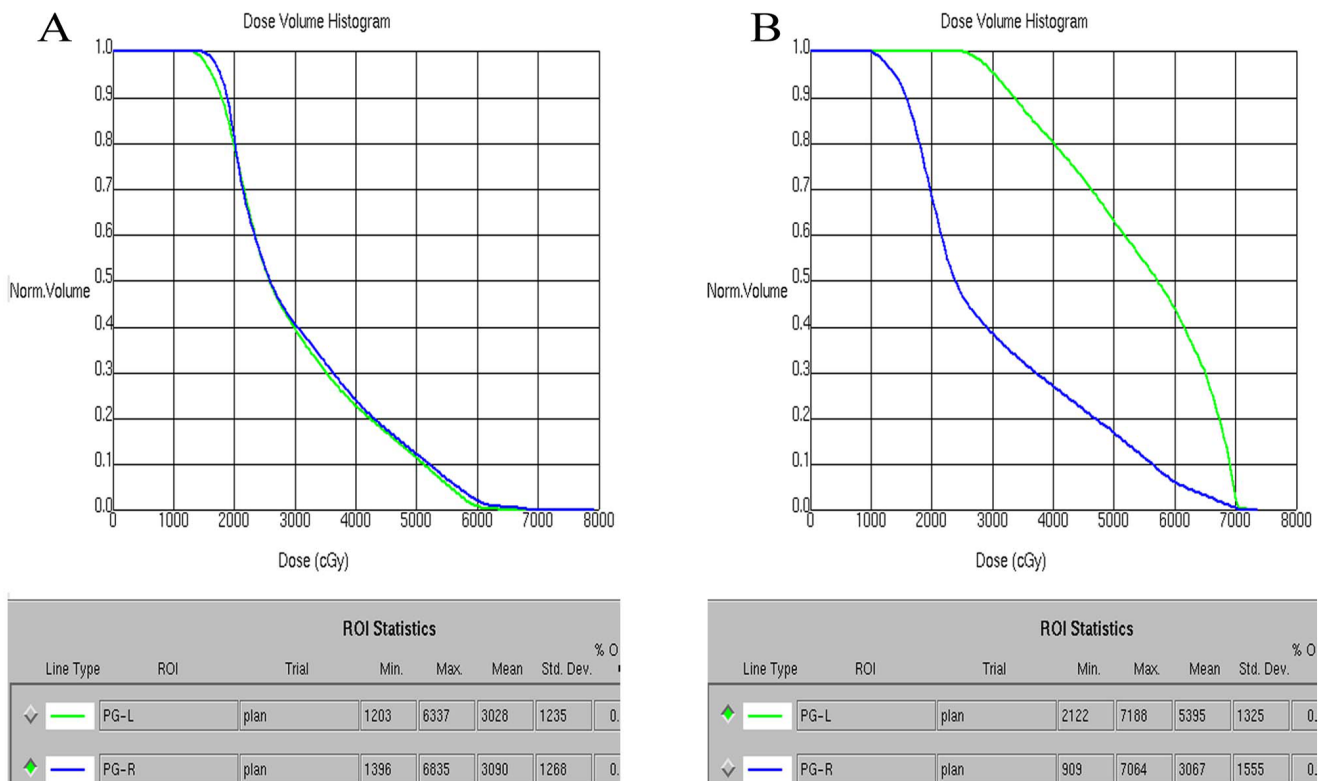 A
Dose Volume Histogram
1.0
0.9
0.8
0.7
0.6
0.5
0.4
0.3
0.2
0.1
0.0
Norm.Volume
0 1000 2000 3000 4000 5000 6000 7000 8000
Dose (cGy)
ROI Statistics
% O
Line Type ROI Trial Min. Max. Mean Std. Dev.
PG-L plan 1203 6337 3028 1235 0.
PG-R plan 1396 6835 3090 1268 0.
B
Dose Volume Histogram
1.0
0.9
0.8
0.7
0.6
0.5
0.4
0.3
0.2
0.1
0.0
Norm.Volume
0 1000 2000 3000 4000 5000 6000 7000 8000
Dose (cGy)
ROI Statistics
% O
Line Type ROI Trial Min. Max. Mean Std. Dev.
PG-L plan 2122 7188 5395 1325 0.
PG-R plan 909 7064 3067 1555 0.